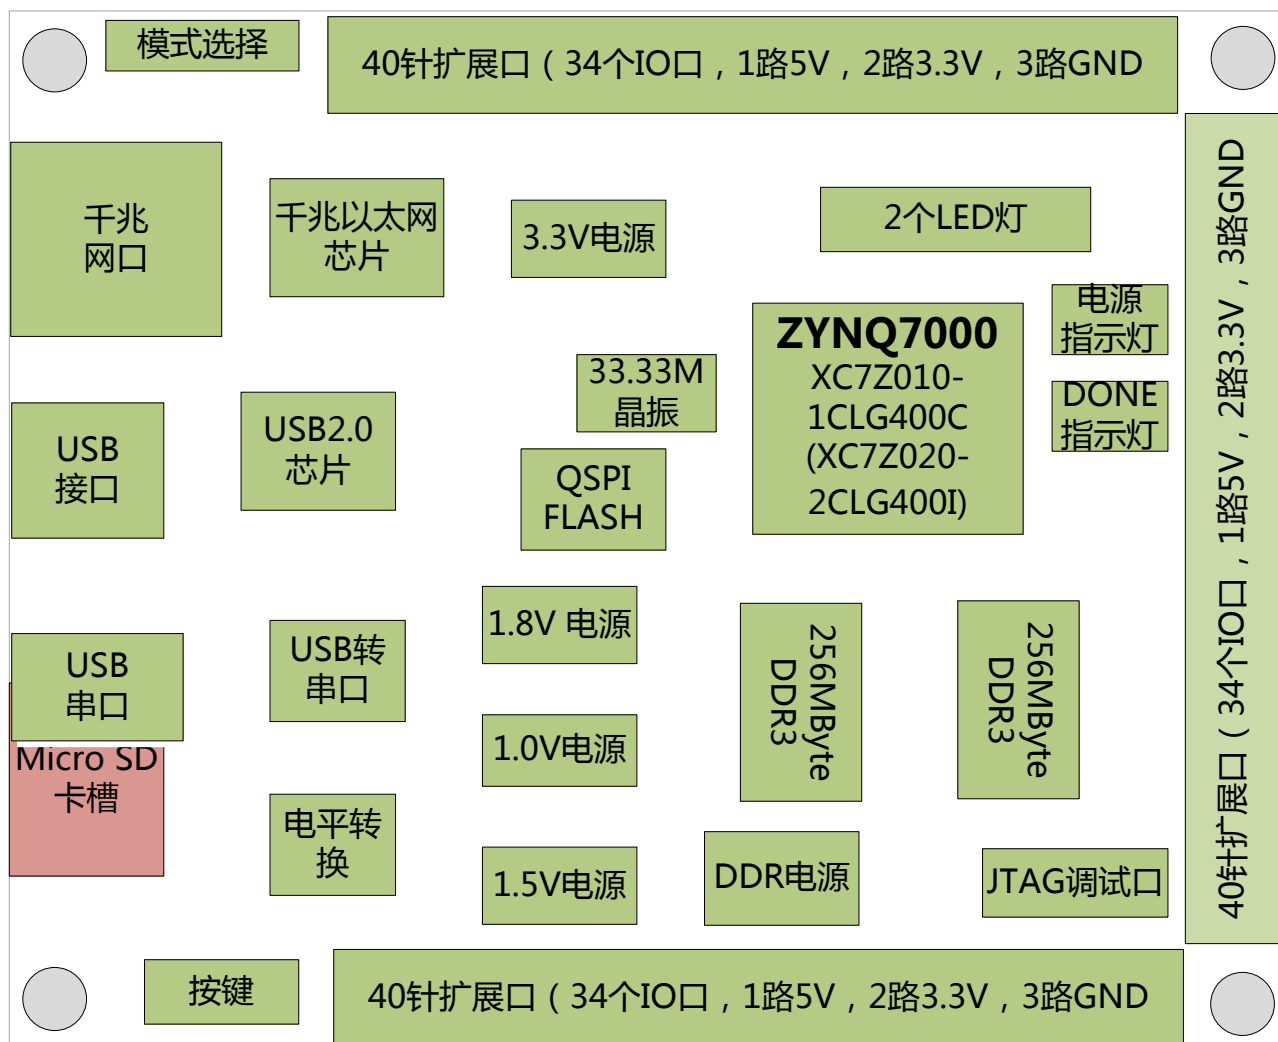 模式选择
40针扩展口（34个IO口，1路5V，2路3.3V，3路GND
千兆
网口
千兆以太网
芯片
3.3V电源
2个LED灯
电源
指示灯
33.33M
晶振
ZYNQ7000
XC7Z010-
1CLG400C
(XC7Z020-
2CLG400I)
DONE
指示灯
USB
接口
USB2.0
芯片
QSPI
FLASH
40针扩展口（34个IO口，1路5V，2路3.3V，3路GND
USB
串口
USB转
串口
1.8V 电源
256MByte
DDR3
256MByte
DDR3
Micro SD
卡槽
1.0V电源
电平转
换
1.5V电源
DDR电源
JTAG调试口
按键
40针扩展口（34个IO口，1路5V，2路3.3V，3路GND